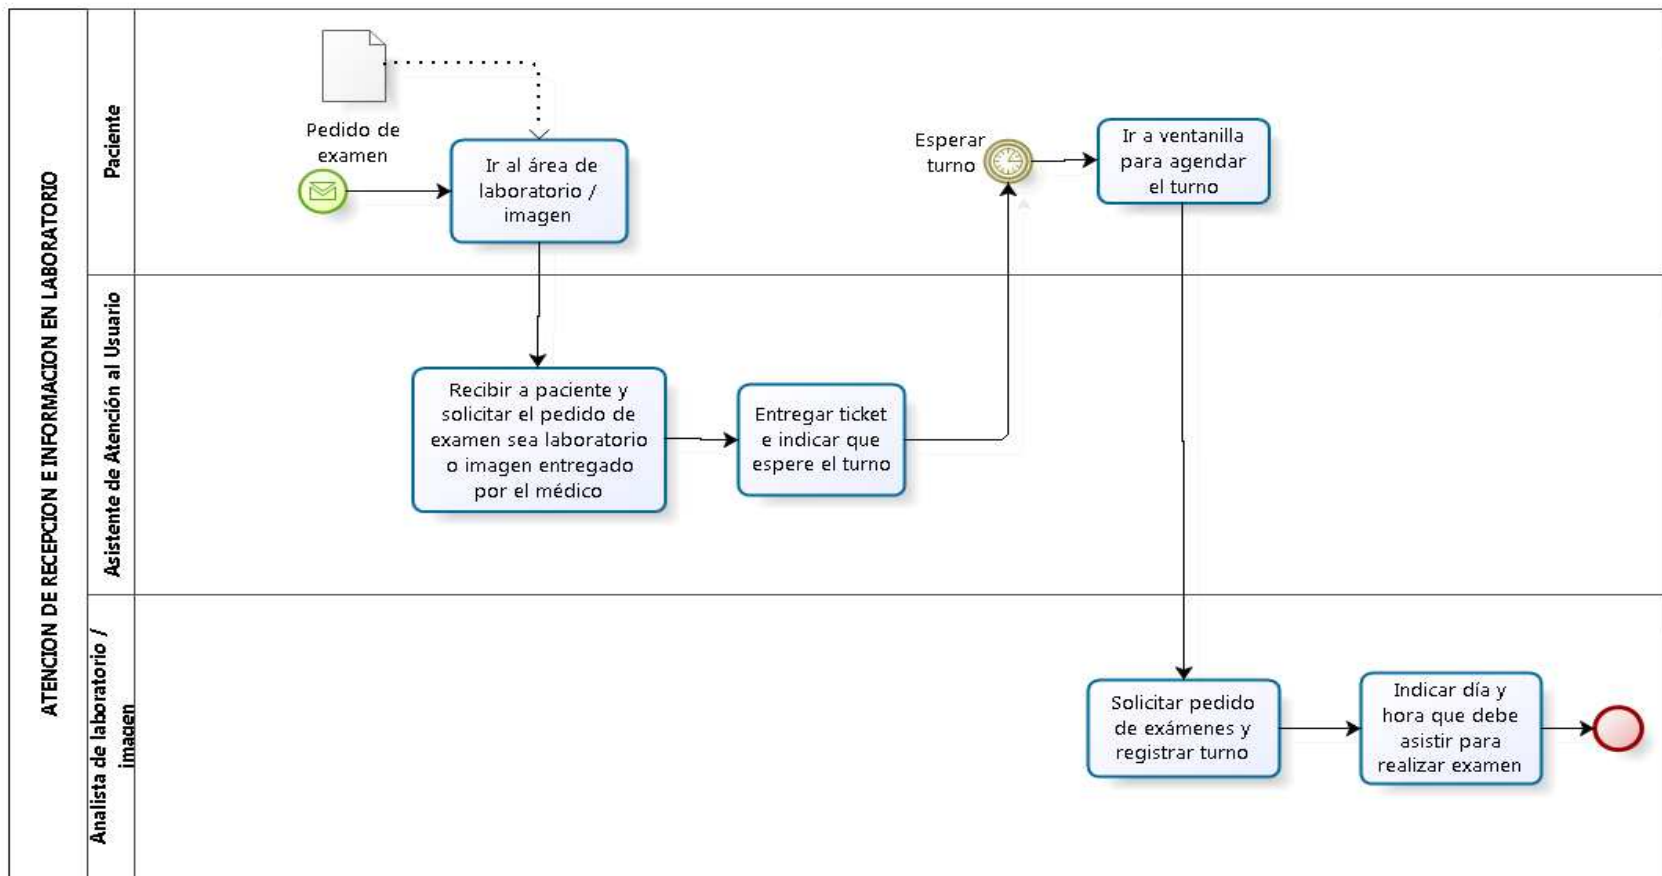 ATENCION DE RECEPCION E INFORMACION EN LABORATORIO
Paciente
Pedido de
examen
Ir al área de
laboratorio /
imagen
Esperar
turno
Ir a ventanilla
para agendar
el turno
Asistente de Atención al Usuario
Recibir a paciente y
solicitar el pedido de
examen sea laboratorio
o imagen entregado
por el médico
Entregar ticket
e indicar que
espere el turno
Analista de laboratorio /
imagen
Solicitar pedido
de exámenes y
registrar turno
Indicar día y
hora que debe
asistir para
realizar examen